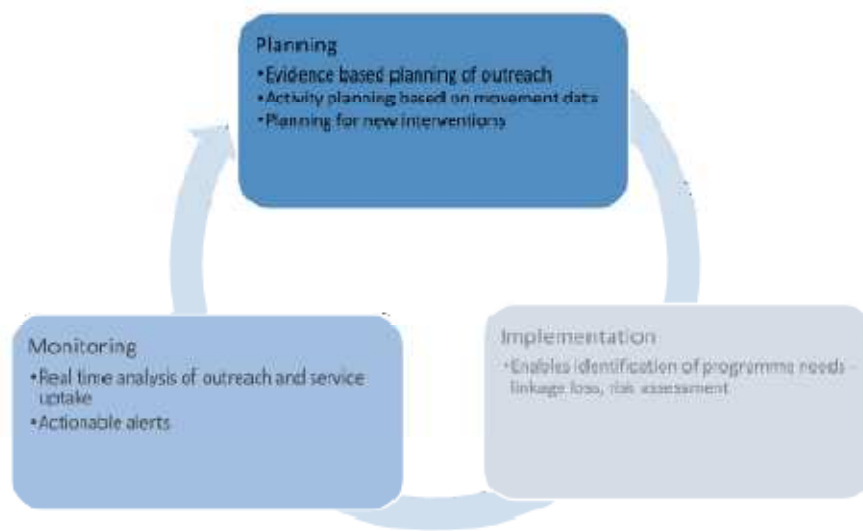 Planning
•Evidence based planning of outreach
•Activity planning based on movement data
•Planning for new interventions
Monitoring
•Real time analysis of outreach and service
uptake
•Actionable alerts
Implementation
•Enables identification of programme needs -
linkage loss, risk assessment